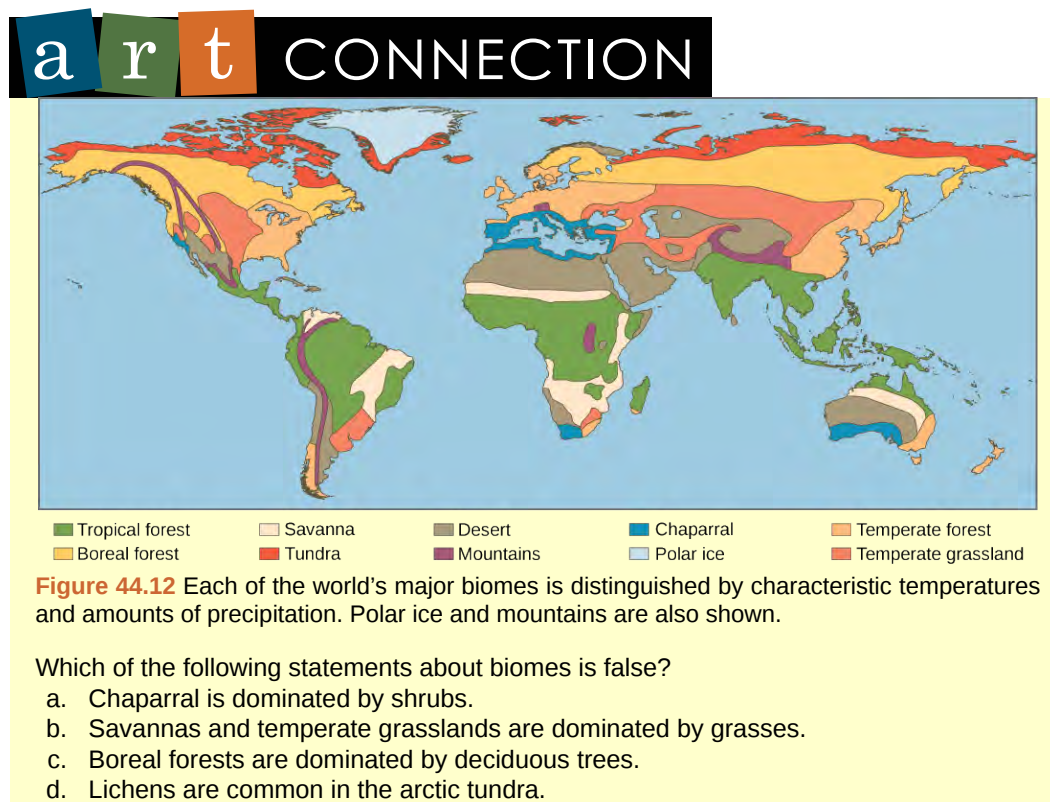 art CONNECTION
Tropical forest Savanna Desert Chaparral Temperate forest
Boreal forest Tundra Mountains Polar ice Temperate grassland
Figure 44.12 Each of the world's major biomes is distinguished by characteristic temperatures
and amounts of precipitation. Polar ice and mountains are also shown.
Which of the following statements about biomes is false?
a. Chaparral is dominated by shrubs.
b. Savannas and temperate grasslands are dominated by grasses.
c. Boreal forests are dominated by deciduous trees.
d. Lichens are common in the arctic tundra.